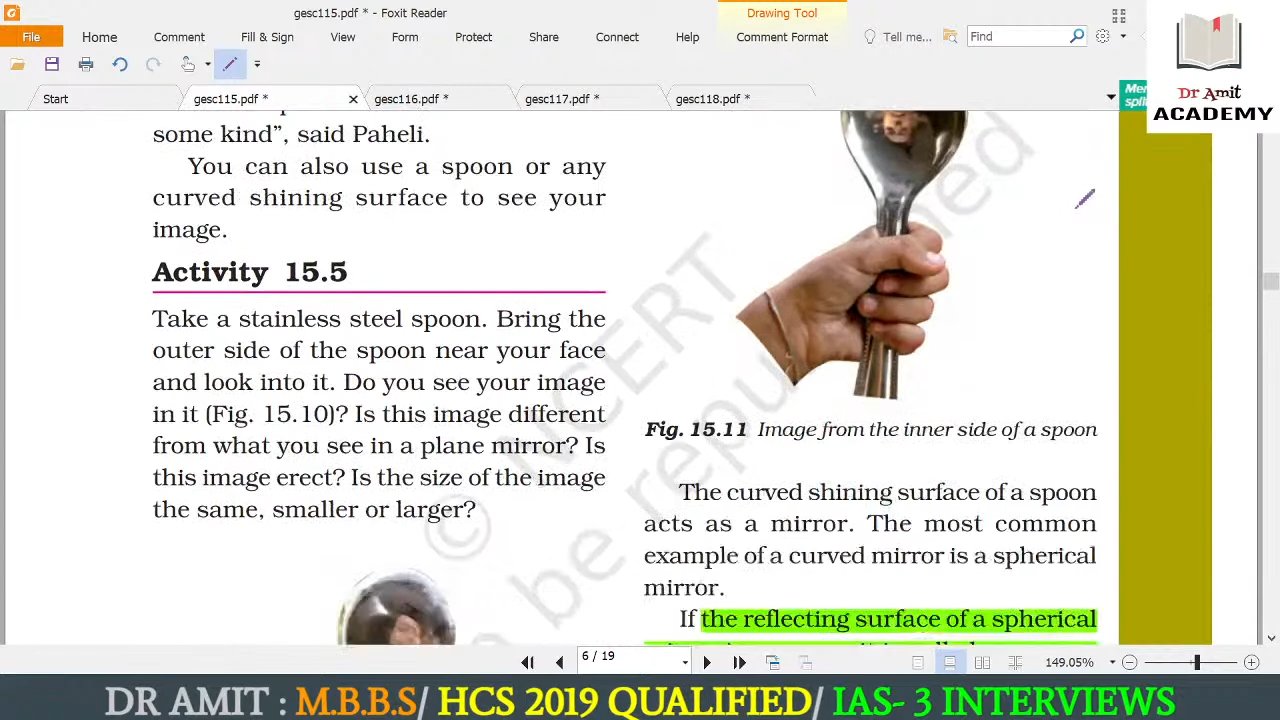 gesc115.pdf * - Foxit Reader
Drawing Tool
File
Home
Comment
Fill & Sign
View
Form
Protect
Share
Connect
Help
Comment Format
Tell me...
Find
Start
gesc115.pdf *
gesc116.pdf *
gesc117.pdf *
gesc118.pdf *
Dr Amit
ACADEMY
some kind”, said Paheli.
You can also use a spoon or any
curved shining surface to see your
image.
Activity 15.5
Take a stainless steel spoon. Bring the
outer side of the spoon near your face
and look into it. Do you see your image
in it (Fig. 15.10)? Is this image different
from what you see in a plane mirror? Is
this image erect? Is the size of the image
the same, smaller or larger?
Fig. 15.11 Image from the inner side of a spoon
The curved shining surface of a spoon
acts as a mirror. The most common
example of a curved mirror is a spherical
mirror.
If the reflecting surface of a spherical
© NCERT
be republished
6 / 19
149.05%
DR AMIT : M.B.B.S/ HCS 2019 QUALIFIED/ IAS- 3 INTERVIEWS